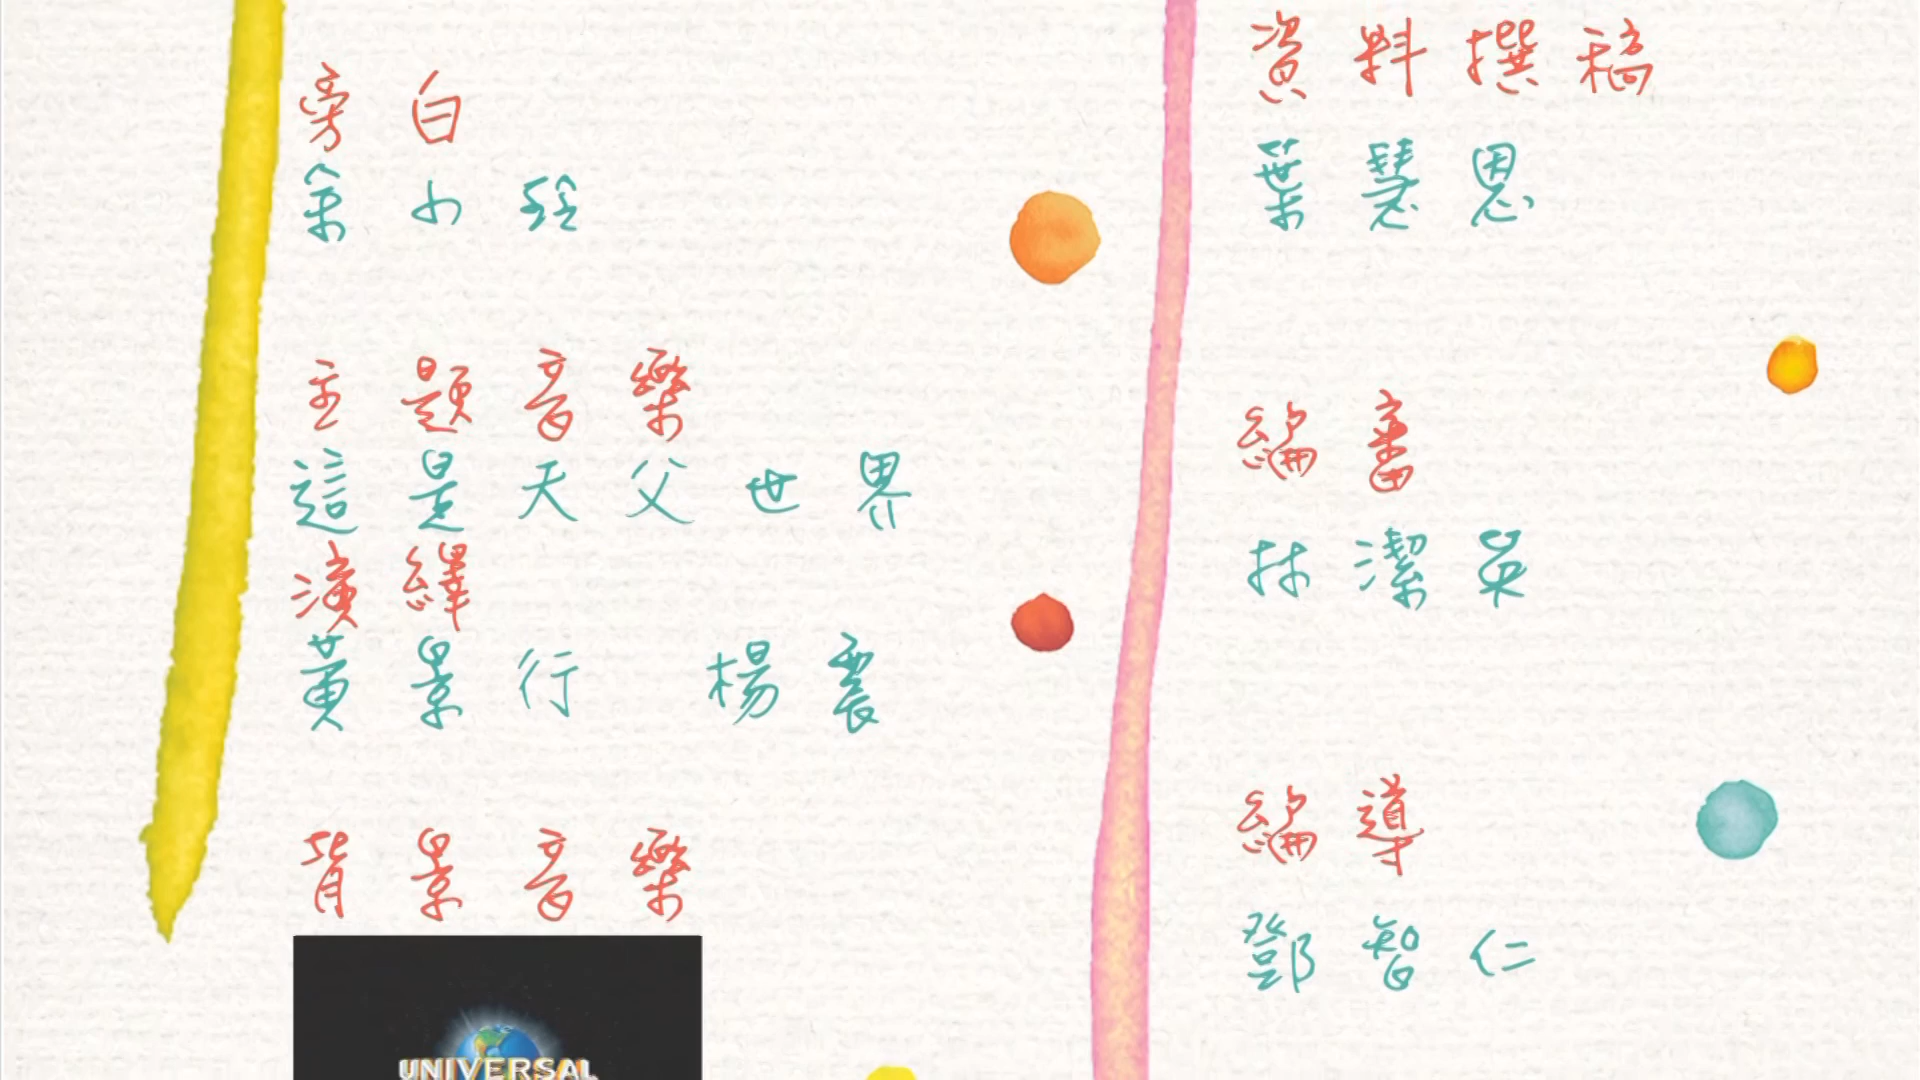 旁白
余小玲
主題音樂
這是天父世界
演繹
黃景行 楊震
背景音樂
UNIVERSAL
資料撰稿
葉慧恩
編審
林潔英
編導
鄧智仁